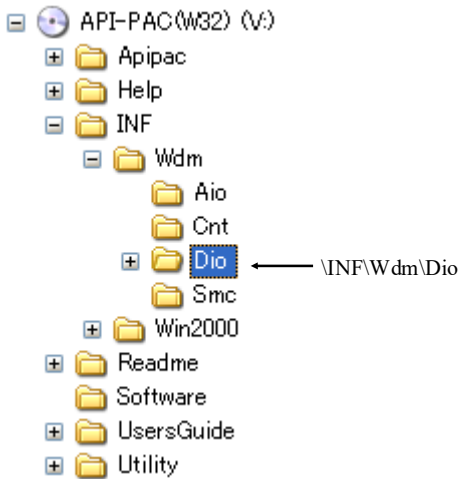 API-PAC(W32) (V:)
Apipac
Help
INF
Wdm
Aio
Cnt
Dio
\INF\Wdm\Dio
Smc
Win2000
Readme
Software
UsersGuide
Utility